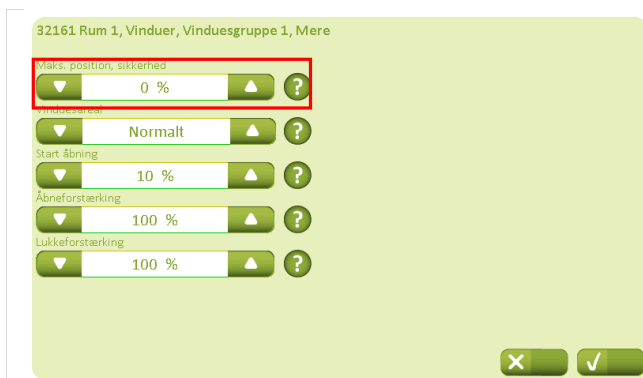 32161 Rum 1, Vinduer, Vinduesgruppe 1, Mere
Maks. position, sikkerhed
0 %
?
Vinduesareal
Normalt
?
Start åbning
10 %
?
Åbneforstærking
100 %
?
Lukkeforstærking
100 %
?